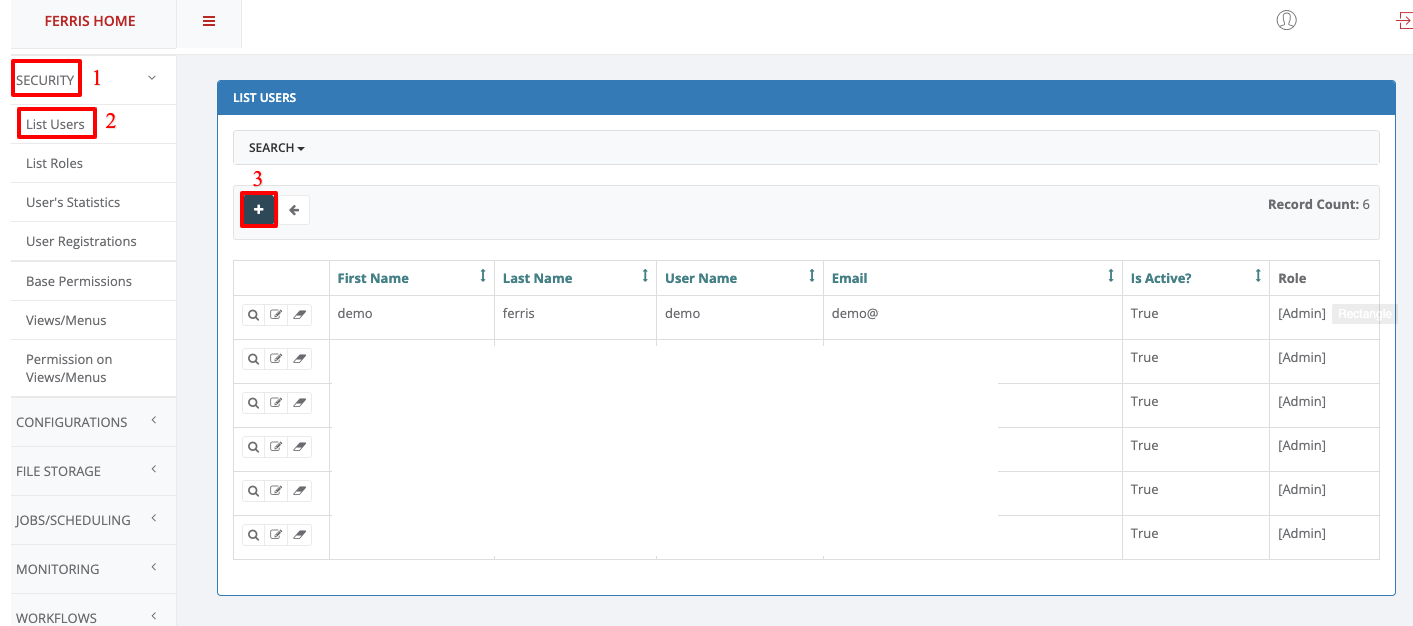 FERRIS HOME
SECURITY 1
List Users 2
List Roles
User's Statistics
User Registrations
Base Permissions
Views/Menus
Permission on
Views/Menus
CONFIGURATIONS
FILE STORAGE
JOBS/SCHEDULING
MONITORING
WORKFLOWS
LIST USERS
SEARCH
3
Record Count: 6
First Name Last Name User Name Email Is Active? Role
demo ferris demo demo@ True [Admin] Rectangle
True [Admin]
True [Admin]
True [Admin]
True [Admin]
True [Admin]